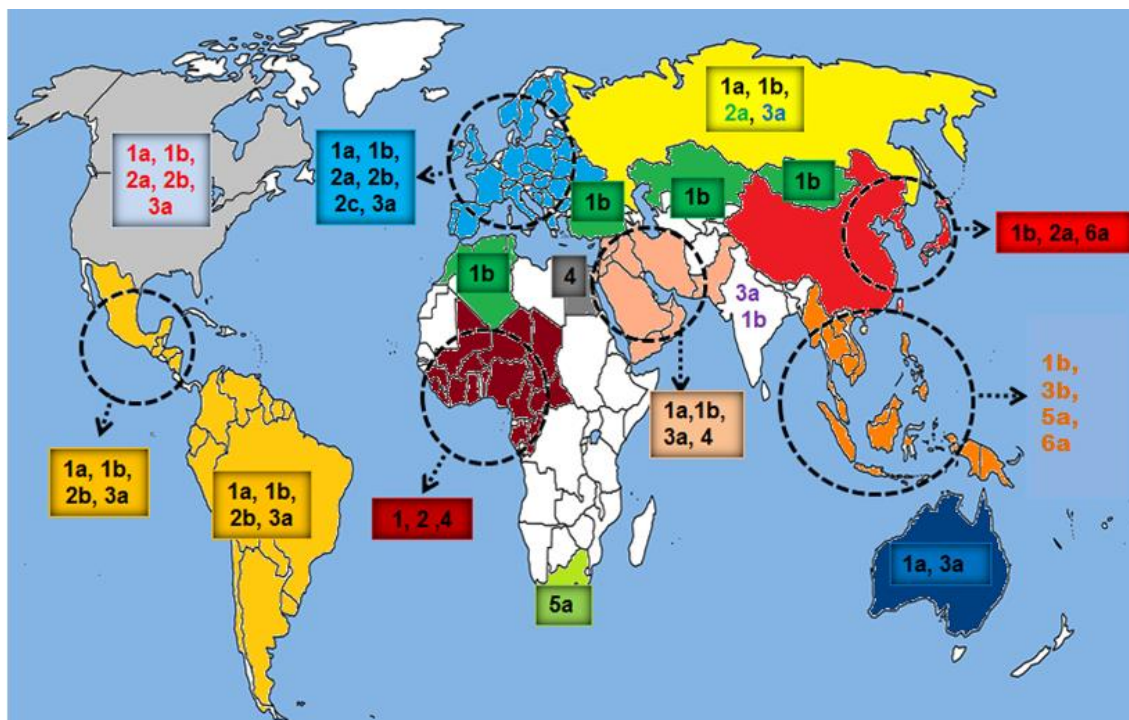 1a, 1b,
2a, 2b,
3a
1a, 1b,
2a, 2b,
2c, 3a
1a, 1b,
2a, 3a
1b
1b
1b
1b, 2a, 6a
1b
4
3a
1b
1b,
3b,
5a,
6a
1a,1b,
3a, 4
1a, 1b,
2b, 3a
1a, 1b,
2b, 3a
1, 2 ,4
1a, 3a
5a